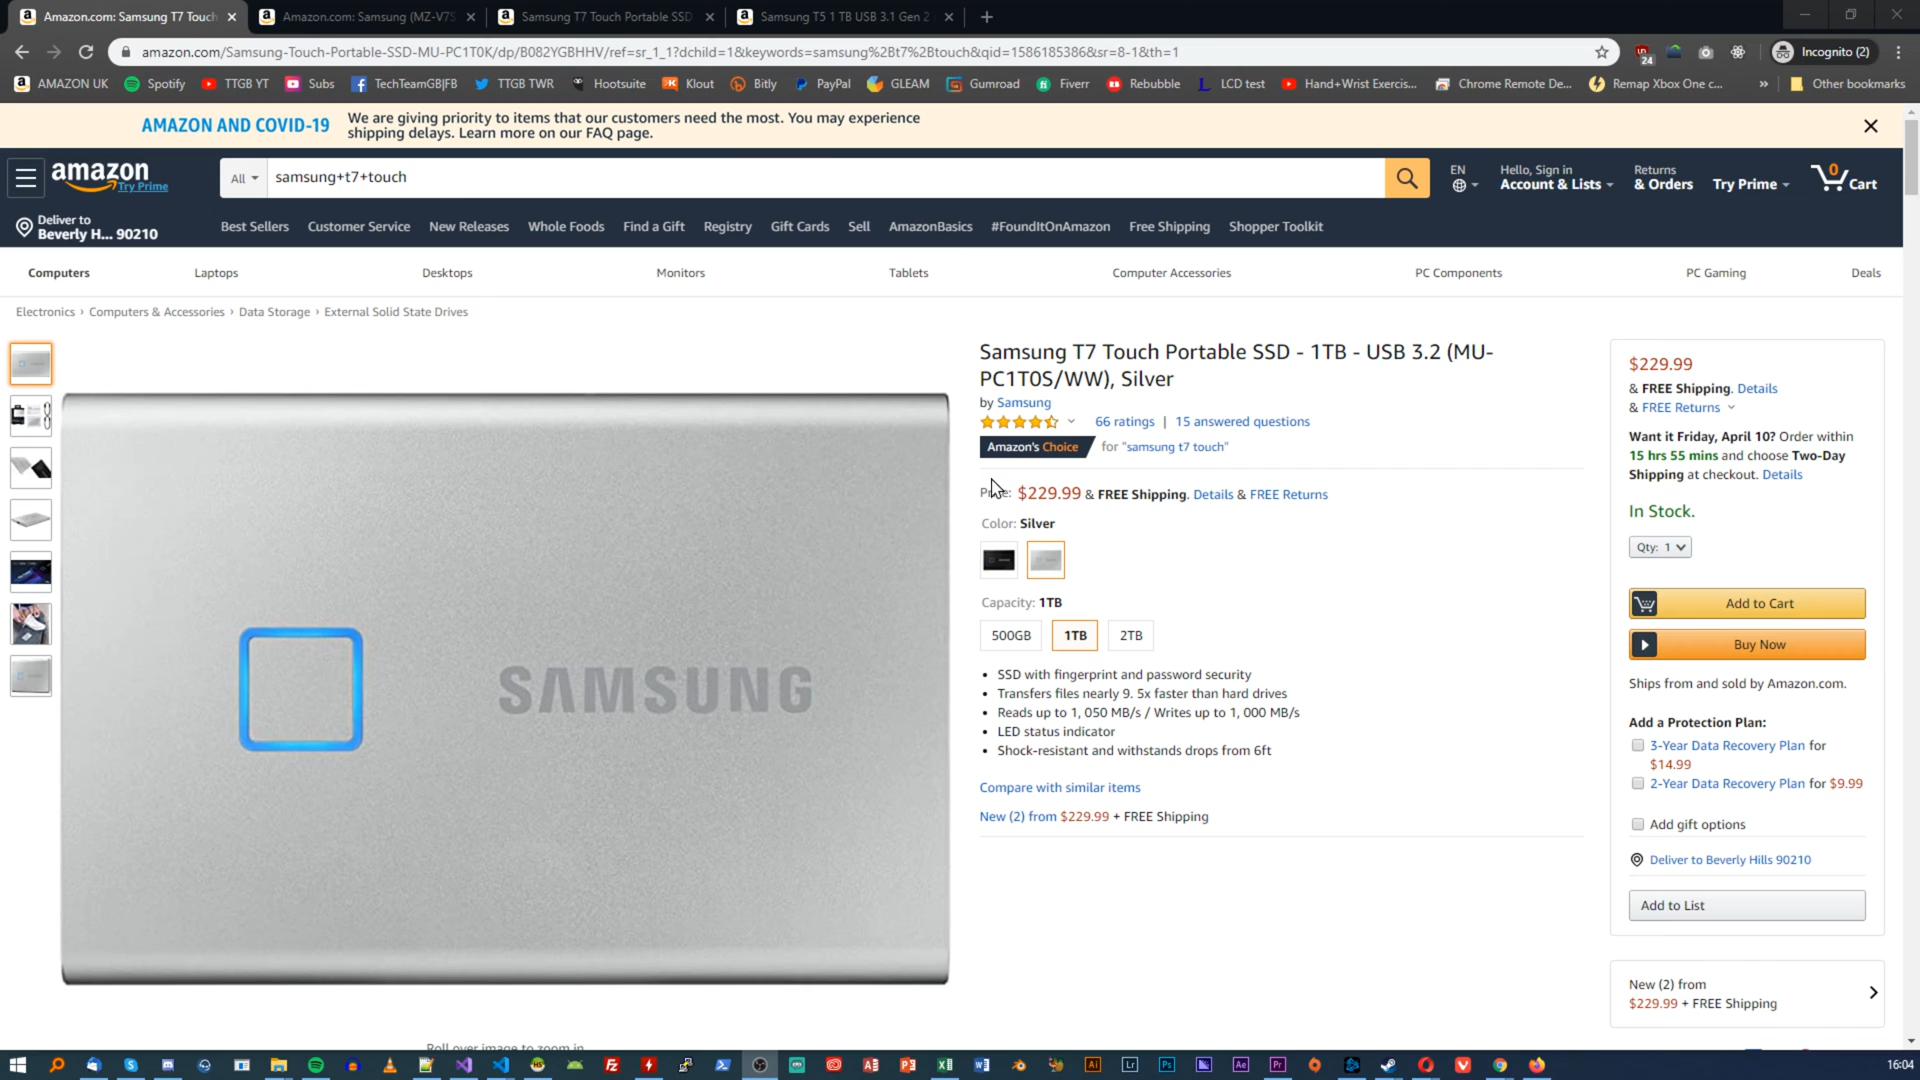 Amazon.com: Samsung T7 Touch
Amazon.com: Samsung (MZ-V7S
Samsung T7 Touch Portable SSD
Samsung T5 1 TB USB 3.1 Gen 2
amazon.com/Samsung-Touch-Portable-SSD-MU-PC1T0K/dp/B082YGBHHV/ref=sr_1_1?dchild=1&keywords=samsung%2Bt7%2Btouch&qid=1586185386&sr=8-1&th=1
24
Incognito (2)
AMAZON UK
Spotify
TTGB YT
Subs
TechTeamGB|FB
TTGB TWR
Hootsuite
Klout
Bitly
PayPal
GLEAM
Gumroad
Fiverr
Rebubble
LCD test
Hand+Wrist Exercis...
Chrome Remote De...
Remap Xbox One c...
»
Other bookmarks
AMAZON AND COVID-19
We are giving priority to items that our customers need the most. You may experience
shipping delays. Learn more on our FAQ page.
amazon
Try Prime
All
samsung+t7+touch
EN
Hello, Sign in
Account & Lists
Returns
& Orders
Try Prime
0
Cart
Deliver to
Beverly H... 90210
Best Sellers
Customer Service
New Releases
Whole Foods
Find a Gift
Registry
Gift Cards
Sell
AmazonBasics
#FoundItOnAmazon
Free Shipping
Shopper Toolkit
Computers
Laptops
Desktops
Monitors
Tablets
Computer Accessories
PC Components
PC Gaming
Deals
Electronics › Computers & Accessories › Data Storage › External Solid State Drives
SAMSUNG
Roll over image to zoom in
Samsung T7 Touch Portable SSD - 1TB - USB 3.2 (MU-
PC1T0S/WW), Silver
by Samsung
66 ratings | 15 answered questions
Amazon's Choice for "samsung t7 touch"
Price: $229.99 & FREE Shipping. Details & FREE Returns
Color: Silver
Capacity: 1TB
500GB
1TB
2TB
• SSD with fingerprint and password security
• Transfers files nearly 9. 5x faster than hard drives
• Reads up to 1, 050 MB/s / Writes up to 1, 000 MB/s
• LED status indicator
• Shock-resistant and withstands drops from 6ft
Compare with similar items
New (2) from $229.99 + FREE Shipping
$229.99
& FREE Shipping. Details
& FREE Returns
Want it Friday, April 10? Order within
15 hrs 55 mins and choose Two-Day
Shipping at checkout. Details
In Stock.
Qty: 1
Add to Cart
Buy Now
Ships from and sold by Amazon.com.
Add a Protection Plan:
3-Year Data Recovery Plan for
$14.99
2-Year Data Recovery Plan for $9.99
Add gift options
Deliver to Beverly Hills 90210
Add to List
New (2) from
$229.99 + FREE Shipping
16:04